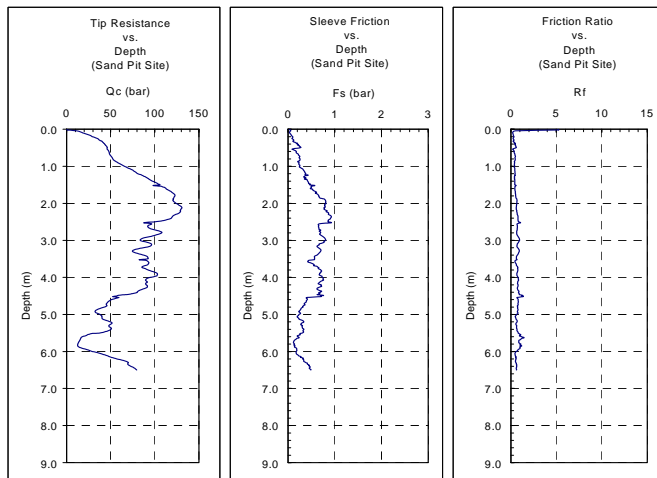 Tip Resistance
vs.
Depth
(Sand Pit Site)
Qc (bar)
0 50 100 150
0.0
1.0
2.0
3.0
4.0
5.0
6.0
7.0
8.0
9.0
Depth (m)
Sleeve Friction
vs.
Depth
(Sand Pit Site)
Fs (bar)
0 1 2 3
0.0
1.0
2.0
3.0
4.0
5.0
6.0
7.0
8.0
9.0
Depth (m)
Friction Ratio
vs.
Depth
(Sand Pit Site)
Rf
0 5 10 15
0.0
1.0
2.0
3.0
4.0
5.0
6.0
7.0
8.0
9.0
Depth (m)